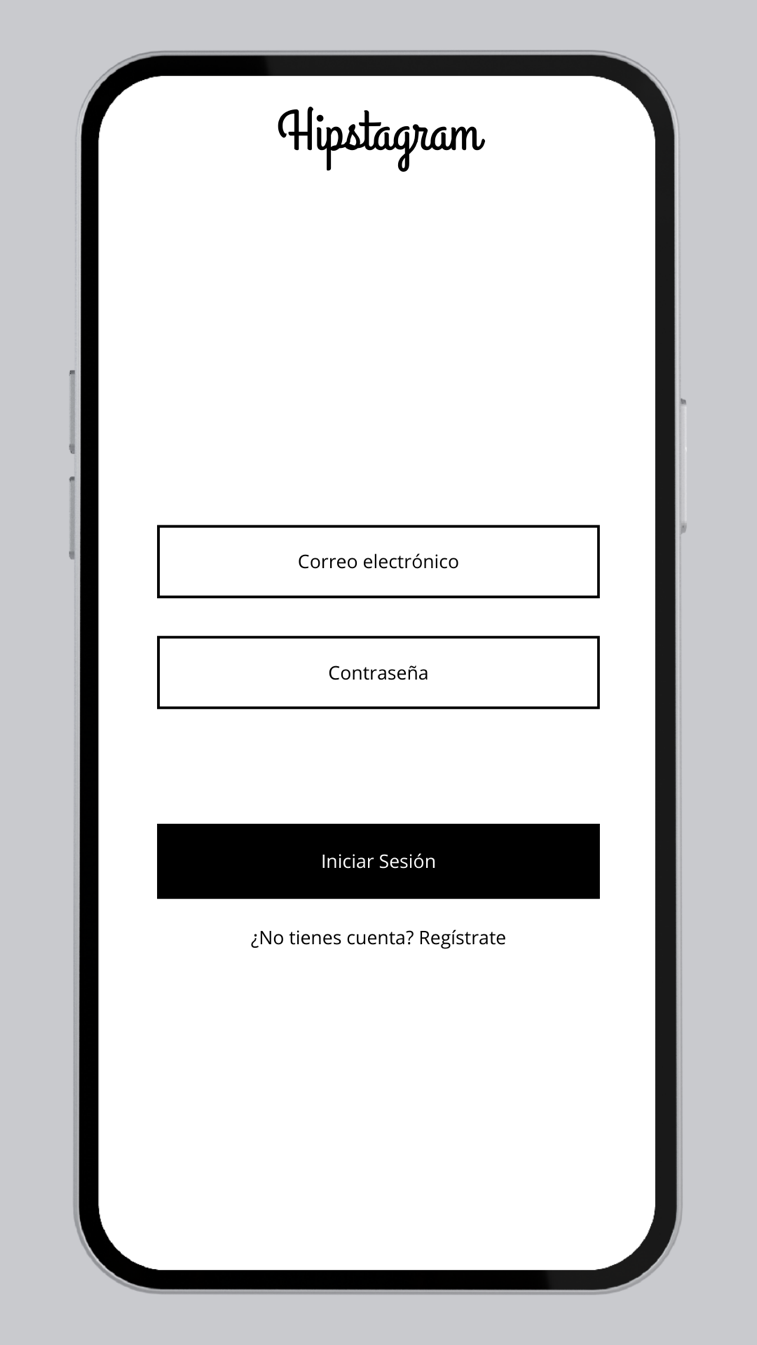 Hipstagram
Correo electrónico
Contraseña
Iniciar Sesión
¿No tienes cuenta? Regístrate